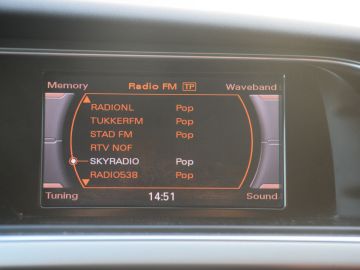 Memory Radio FM TP Waveband
RADIONL Pop
TUKKERFM Pop
STAD FM Pop
RTV NOF
SKYRADIO Pop
RADIO538 Pop
Tuning 14:51 Sound